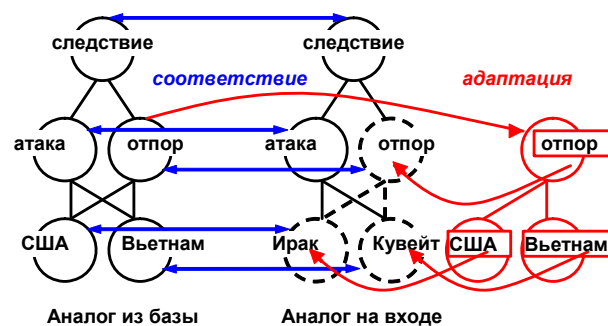 следствие следствие
соответствие адаптация
атака отпор атака отпор отпор
США Вьетнам Ирак Кувейт США Вьетнам
Аналог из базы Аналог на входе